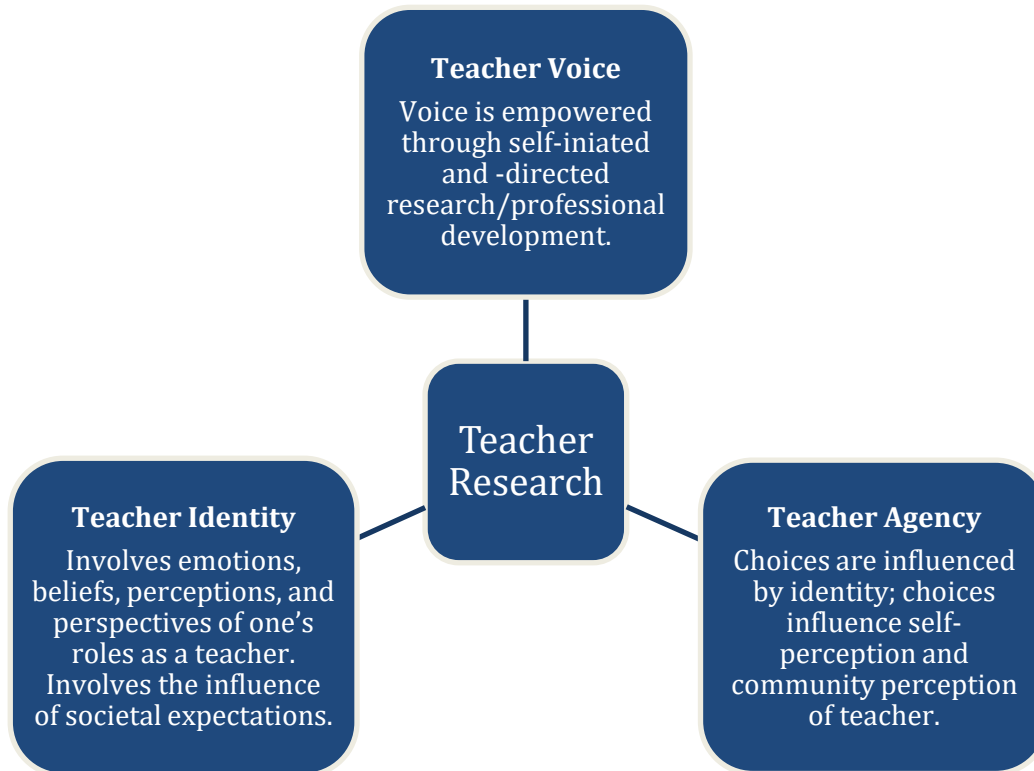 Teacher Voice
Voice is empowered
through self-iniated
and -directed
research/professional
development.
Teacher
Research
Teacher Identity
Involves emotions,
beliefs, perceptions, and
perspectives of one’s
roles as a teacher.
Involves the influence
of societal expectations.
Teacher Agency
Choices are influenced
by identity; choices
influence self-
perception and
community perception
of teacher.